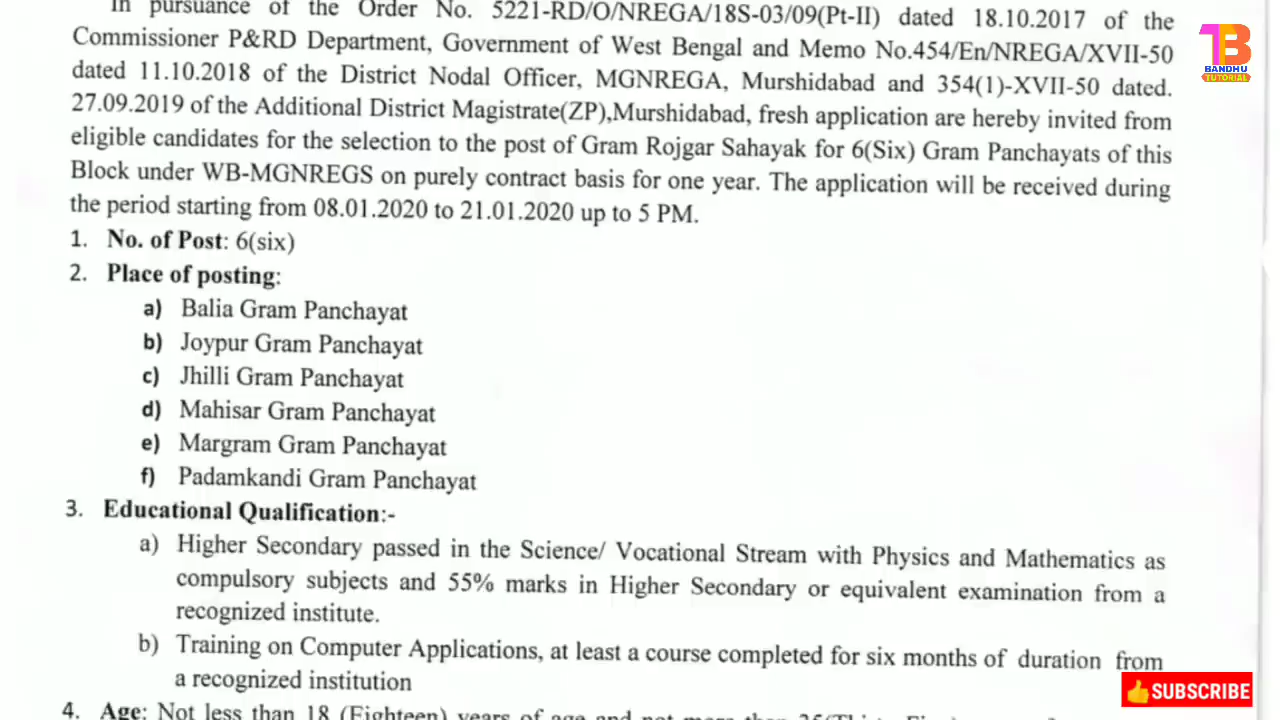 In pursuance of the Order No. 5221-RD/O/NREGA/18S-03/09(Pt-II) dated 18.10.2017 of the
Commissioner P&RD Department, Government of West Bengal and Memo No.454/En/NREGA/XVII-50
dated 11.10.2018 of the District Nodal Officer, MGNREGA, Murshidabad and 354(1)-XVII-50 dated.
27.09.2019 of the Additional District Magistrate(ZP),Murshidabad, fresh application are hereby invited from
eligible candidates for the selection to the post of Gram Rojgar Sahayak for 6(Six) Gram Panchayats of this
Block under WB-MGNREGS on purely contract basis for one year. The application will be received during
the period starting from 08.01.2020 to 21.01.2020 up to 5 PM.
1. No. of Post: 6(six)
2. Place of posting:
a) Balia Gram Panchayat
b) Joypur Gram Panchayat
c) Jhilli Gram Panchayat
d) Mahisar Gram Panchayat
e) Margram Gram Panchayat
f) Padamkandi Gram Panchayat
3. Educational Qualification:-
a) Higher Secondary passed in the Science/ Vocational Stream with Physics and Mathematics as
compulsory subjects and 55% marks in Higher Secondary or equivalent examination from a
recognized institute.
b) Training on Computer Applications, at least a course completed for six months of duration from
a recognized institution
4. Age: Not less than 18 (Eighteen) years of age and not more than
TB
BANDHU
TUTORIAL
SUBSCRIBE